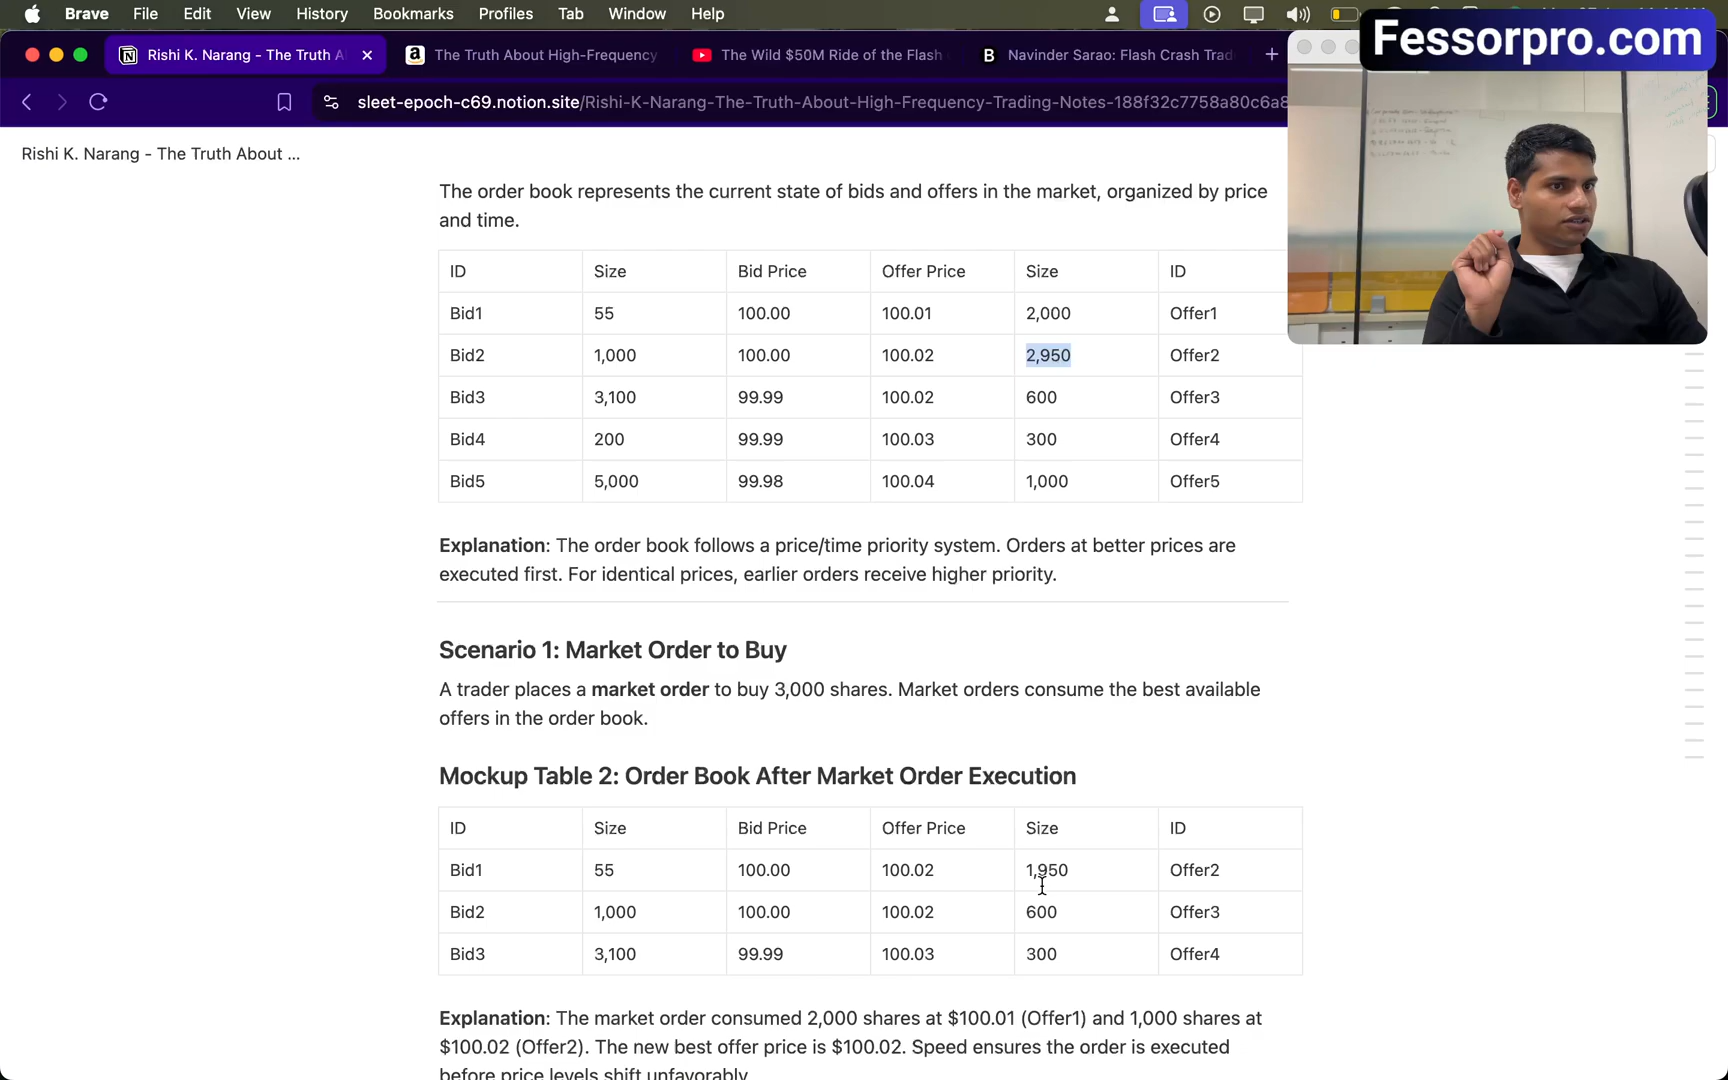 Brave File Edit View History Bookmarks Profiles Tab Window Help
Fessorpro.com
Rishi K. Narang - The Truth A
The Truth About High-Frequency
The Wild $50M Ride of the Flash
Navinder Sarao: Flash Crash Trad
sleet-epoch-c69.notion.site/Rishi-K-Narang-The-Truth-About-High-Frequency-Trading-Notes-188f32c7758a80c6a8
Rishi K. Narang - The Truth About ...
The order book represents the current state of bids and offers in the market, organized by price
and time.
ID Size Bid Price Offer Price Size ID
Bid1 55 100.00 100.01 2,000 Offer1
Bid2 1,000 100.00 100.02 2,950 Offer2
Bid3 3,100 99.99 100.02 600 Offer3
Bid4 200 99.99 100.03 300 Offer4
Bid5 5,000 99.98 100.04 1,000 Offer5
Explanation: The order book follows a price/time priority system. Orders at better prices are
executed first. For identical prices, earlier orders receive higher priority.
Scenario 1: Market Order to Buy
A trader places a market order to buy 3,000 shares. Market orders consume the best available
offers in the order book.
Mockup Table 2: Order Book After Market Order Execution
ID Size Bid Price Offer Price Size ID
Bid1 55 100.00 100.02 1,950 Offer2
Bid2 1,000 100.00 100.02 600 Offer3
Bid3 3,100 99.99 100.03 300 Offer4
Explanation: The market order consumed 2,000 shares at $100.01 (Offer1) and 1,000 shares at
$100.02 (Offer2). The new best offer price is $100.02. Speed ensures the order is executed
before price levels shift unfavorably